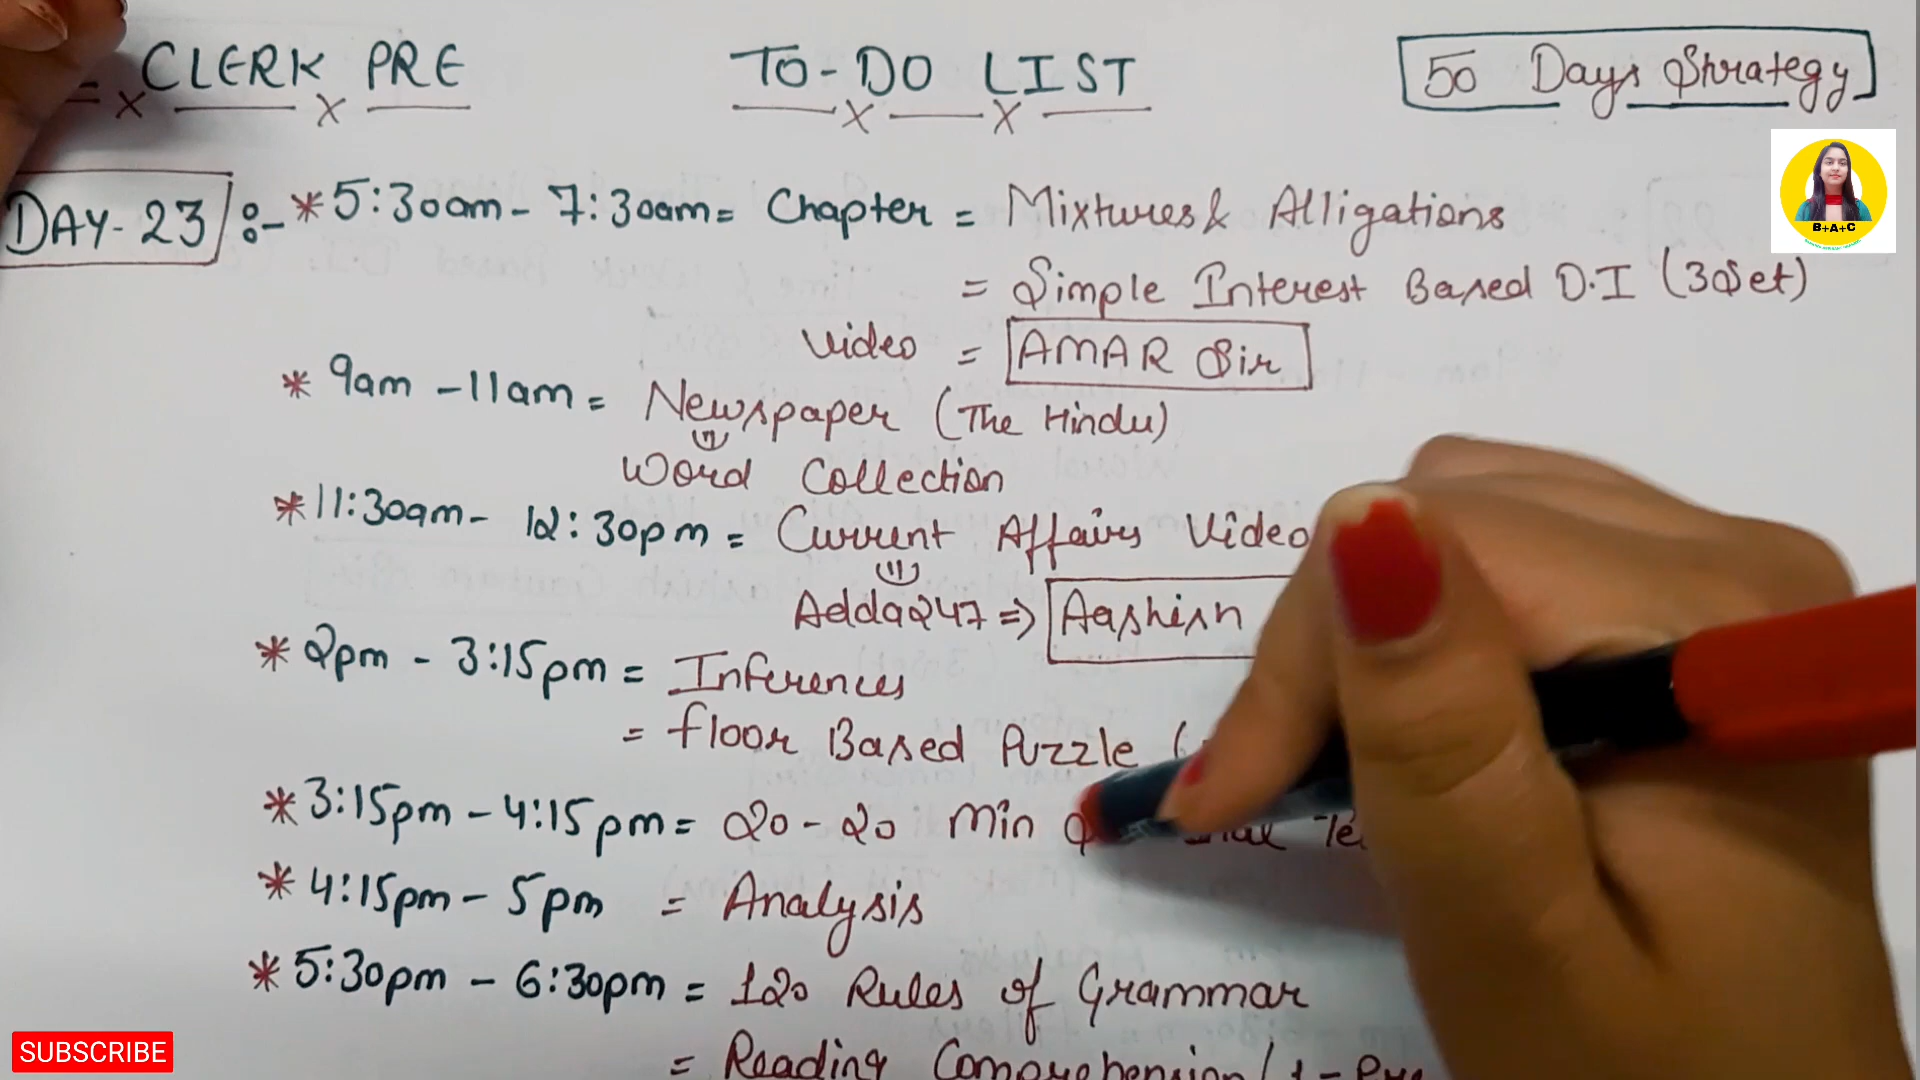 = CLERK PRE TO-DO LIST 50 Days Strategy
DAY-23 :- * 5:30am - 7:30am = Chapter = Mixtures & Alligations
= Simple Interest Based D.I (3 Set)
Video = AMAR Sir
* 9am - 11am = Newspaper (The Hindu)
Word Collection
* 11:30am - 12:30pm = Current Affairs Video
Adda247 => Aashish
* 2pm - 3:15pm = Inferences
= Floor Based Puzzle
* 3:15pm - 4:15pm = 20-20 Min
* 4:15pm - 5pm = Analysis
* 5:30pm - 6:30pm = 120 Rules of Grammar
= Reading Comprehension
B+A+C
SUBSCRIBE